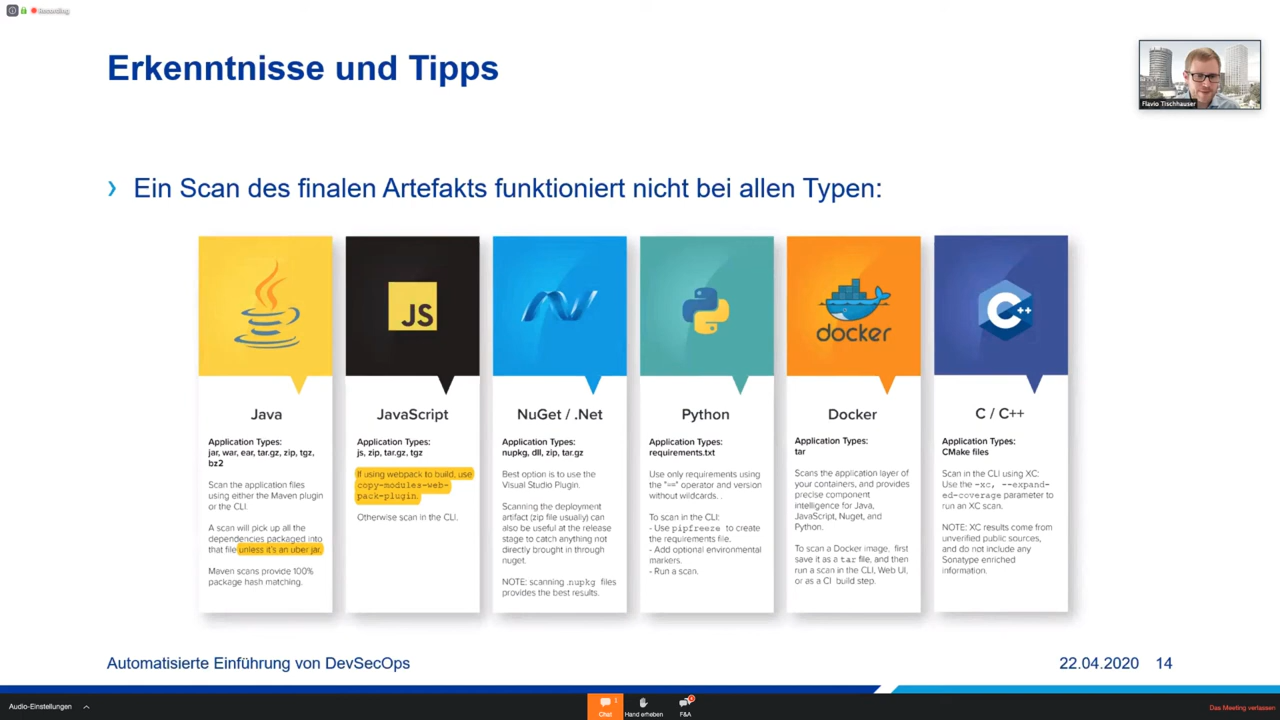 Recording
Erkenntnisse und Tipps
Flavio Tischhauser
› Ein Scan des finalen Artefakts funktioniert nicht bei allen Typen:
Java
Application Types:
jar, war, ear, tar.gz, zip, tgz,
bz2
Scan the application files
using either the Maven plugin
or the CLI.
A scan will pick up all the
dependencies packaged into
that file unless it's an uber jar.
Maven scans provide 100%
package hash matching.
JS
JavaScript
Application Types:
js, zip, tar.gz, tgz
If using webpack to build, use
copy-modules-web-
pack-plugin.
Otherwise scan in the CLI.
NuGet / .Net
Application Types:
nupkg, dll, zip, tar.gz
Best option is to use the
Visual Studio Plugin.
Scanning the deployment
artifact (zip file usually) can
also be useful at the release
stage to catch anything not
directly brought in through
nuget.
NOTE: scanning .nupkg files
provides the best results.
Python
Application Types:
requirements.txt
Use only requirements using
the "==" operator and version
without wildcards. .
To scan in the CLI:
- Use pipfreeze to create
the requirements file.
- Add optional environmental
markers.
- Run a scan.
docker
Docker
Application Types:
tar
Scans the application layer of
your containers, and provides
precise component
intelligence for Java,
JavaScript, Nuget, and
Python.
To scan a Docker image, first
save it as a tar file, and then
run a scan in the CLI, Web UI,
or as a CI build step.
C++
C / C++
Application Types:
CMake files
Scan in the CLI using XC:
Use the -xc, --expand-
ed-coverage parameter to
run an XC scan.
NOTE: XC results come from
unverified public sources,
and do not include any
Sonatype enriched
information.
Automatisierte Einführung von DevSecOps
22.04.2020 14
Audio-Einstellungen
Chat
Hand erheben
F&A
Das Meeting verlassen